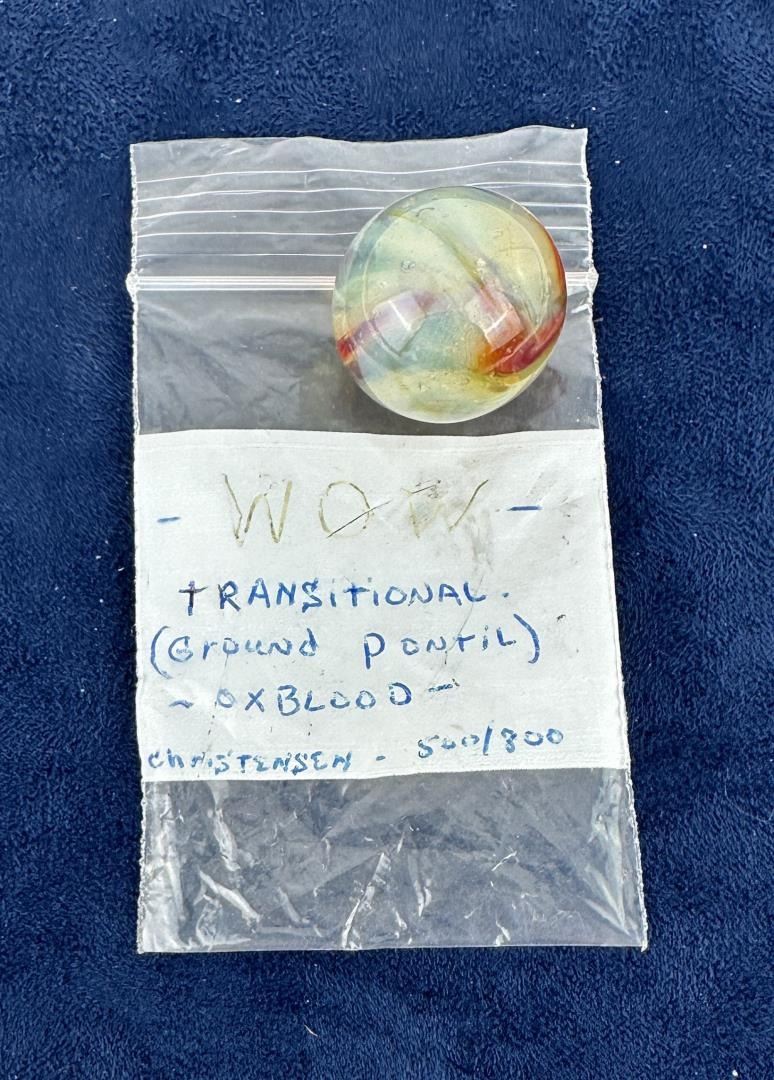 - WOW -
TRANSITIONAL.
(Ground PONTIL)
~ OXBLOOD -
ChRISTENSEN - 500/800